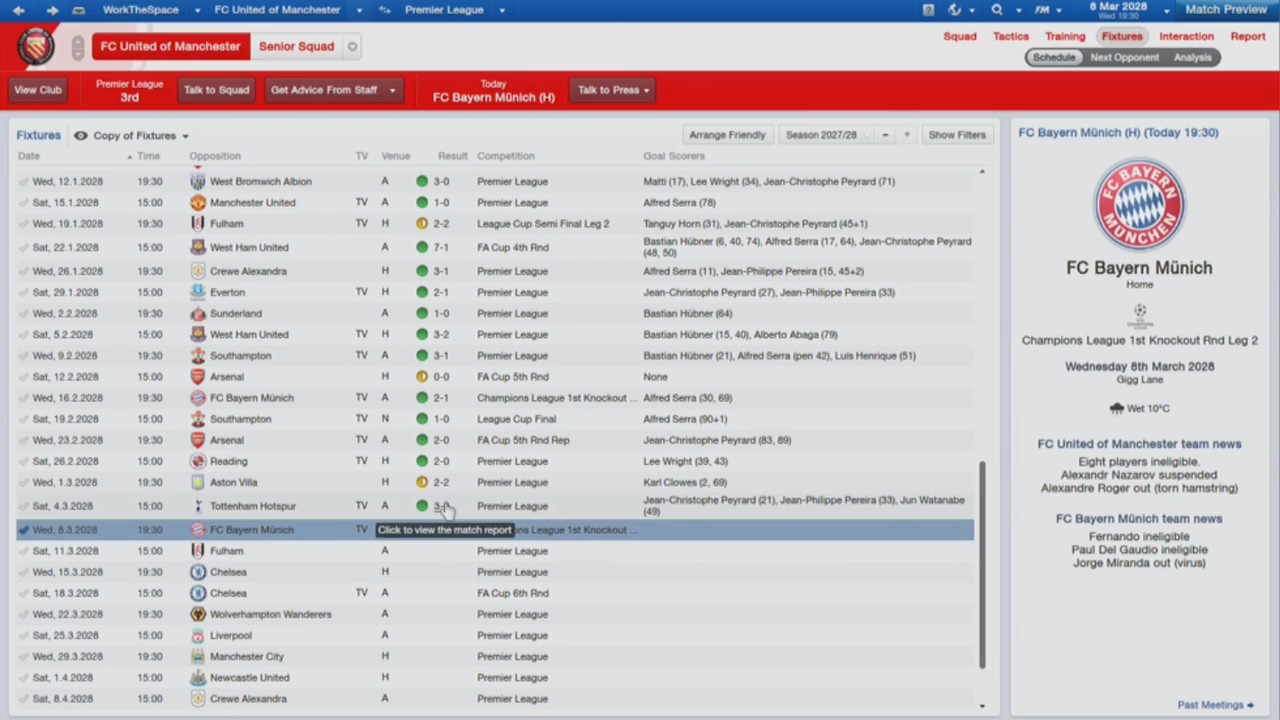 WorkTheSpace FC United of Manchester Premier League FM 8 Mar 2028 Match Preview
Wed 19:30
FC United of Manchester Senior Squad Squad Tactics Training Fixtures Interaction Report
Schedule Next Opponent Analysis
View Club Premier League Talk to Squad Get Advice From Staff Today Talk to Press
3rd FC Bayern Münich (H)
Fixtures Copy of Fixtures Arrange Friendly Season 2027/28 - + Show Filters
Date Time Opposition TV Venue Result Competition Goal Scorers
Wed, 12.1.2028 19:30 West Bromwich Albion A 3-0 Premier League Matti (17), Lee Wright (34), Jean-Christophe Peyrard (71)
Sat, 15.1.2028 15:00 Manchester United TV A 1-0 Premier League Alfred Serra (78)
Wed, 19.1.2028 19:30 Fulham TV H 2-2 League Cup Semi Final Leg 2 Tanguy Horn (31), Jean-Christophe Peyrard (45+1)
Sat, 22.1.2028 15:00 West Ham United A 7-1 FA Cup 4th Rnd Bastian Hübner (6, 40, 74), Alfred Serra (17, 64), Jean-Christophe Peyrard
(48, 50)
Wed, 26.1.2028 19:30 Crewe Alexandra H 3-1 Premier League Alfred Serra (11), Jean-Philippe Pereira (15, 45+2)
Sat, 29.1.2028 15:00 Everton TV H 2-1 Premier League Jean-Christophe Peyrard (27), Jean-Philippe Pereira (33)
Wed, 2.2.2028 19:30 Sunderland A 1-0 Premier League Bastian Hübner (64)
Sat, 5.2.2028 15:00 West Ham United TV H 3-2 Premier League Bastian Hübner (15, 40), Alberto Abaga (79)
Wed, 9.2.2028 19:30 Southampton TV A 3-1 Premier League Bastian Hübner (21), Alfred Serra (pen 42), Luís Henrique (51)
Sat, 12.2.2028 15:00 Arsenal H 0-0 FA Cup 5th Rnd None
Wed, 16.2.2028 19:30 FC Bayern Münich TV A 2-1 Champions League 1st Knockout ... Alfred Serra (30, 69)
Sat, 19.2.2028 15:00 Southampton TV N 1-0 League Cup Final Alfred Serra (90+1)
Wed, 23.2.2028 19:30 Arsenal TV A 2-0 FA Cup 5th Rnd Rep Jean-Christophe Peyrard (83, 89)
Sat, 26.2.2028 15:00 Reading TV H 2-0 Premier League Lee Wright (39, 43)
Wed, 1.3.2028 19:30 Aston Villa H 2-2 Premier League Karl Clowes (2, 69)
Sat, 4.3.2028 15:00 Tottenham Hotspur TV A Premier League Jean-Christophe Peyrard (21), Jean-Philippe Pereira (33), Jun Watanabe
(49)
Wed, 8.3.2028 19:30 FC Bayern Münich TV Click to view the match report ns League 1st Knockout ...
Sat, 11.3.2028 15:00 Fulham A Premier League
Wed, 15.3.2028 19:30 Chelsea H Premier League
Sat, 18.3.2028 15:00 Chelsea TV A FA Cup 6th Rnd
Wed, 22.3.2028 19:30 Wolverhampton Wanderers A Premier League
Sat, 25.3.2028 15:00 Liverpool A Premier League
Wed, 29.3.2028 19:30 Manchester City H Premier League
Sat, 1.4.2028 15:00 Newcastle United H Premier League
Sat, 8.4.2028 15:00 Crewe Alexandra A Premier League
FC Bayern Münich (H) (Today 19:30)
FC BAYERN
MÜNCHEN
FC Bayern Münich
Home
Champions League 1st Knockout Rnd Leg 2
Wednesday 8th March 2028
Gigg Lane
Wet 10°C
FC United of Manchester team news
Eight players ineligible.
Alexandr Nazarov suspended
Alexandre Roger out (torn hamstring)
FC Bayern Münich team news
Fernando ineligible
Paul Del Gaudio ineligible
Jorge Miranda out (virus)
Past Meetings